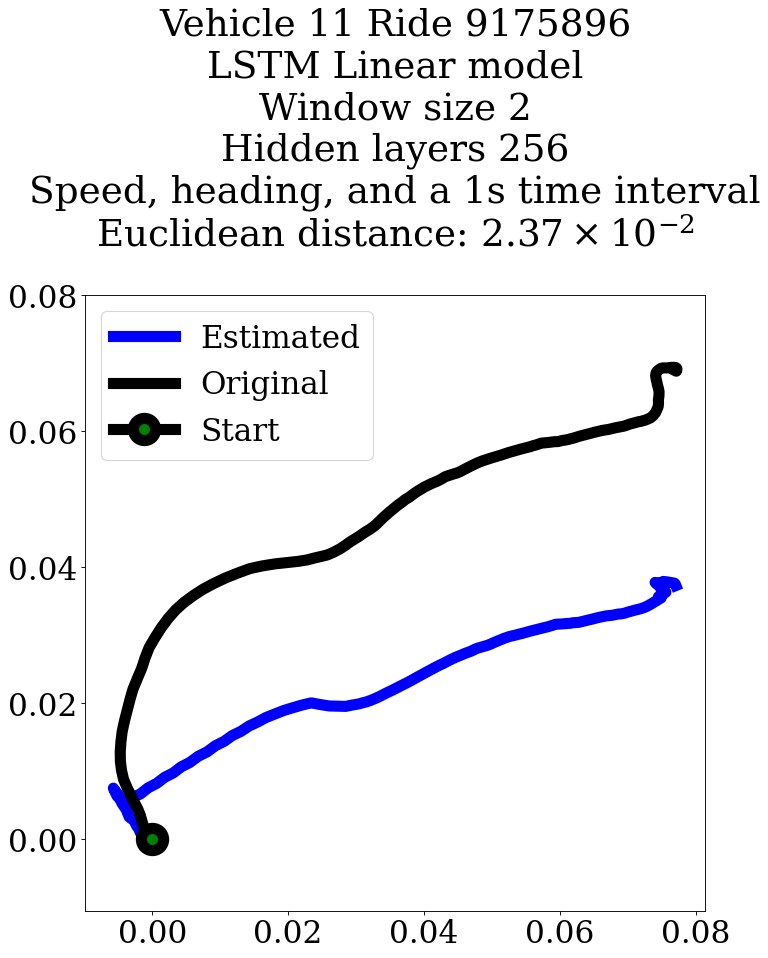 Vehicle 11 Ride 9175896
LSTM Linear model
Window size 2
Hidden layers 256
Speed, heading, and a 1s time interval
Euclidean distance: 2.37 × 10⁻²
0.08
Estimated
Original
Start
0.06
0.04
0.02
0.00
0.00 0.02 0.04 0.06 0.08